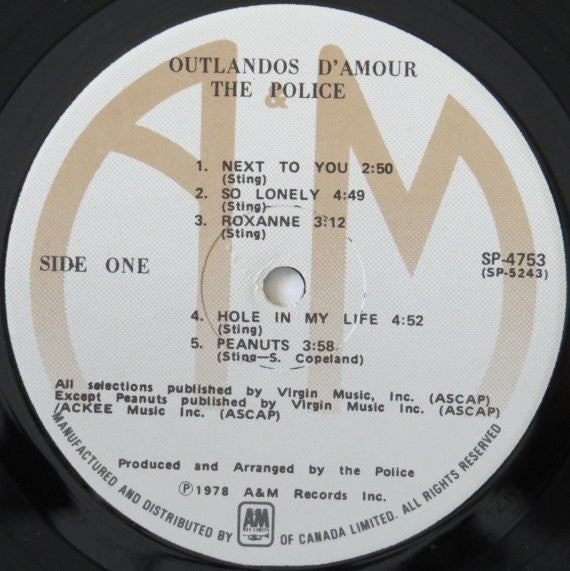 OUTLANDOS D'AMOUR
THE POLICE
A&M
1. NEXT TO YOU 2:50
(Sting)
2. SO LONELY 4:49
(Sting)
3. ROXANNE 3:12
(Sting)
SIDE ONE
SP-4753
(SP-5243)
4. HOLE IN MY LIFE 4:52
(Sting)
5. PEANUTS 3:58
(Sting—S. Copeland)
All selections published by Virgin Music, Inc. (ASCAP)
Except Peanuts published by Virgin Music Inc. (ASCAP)
/ACKEE Music Inc. (ASCAP)
Produced and Arranged by the Police
Ⓟ 1978 A&M Records Inc.
MANUFACTURED AND DISTRIBUTED BY A&M RECORDS OF CANADA LIMITED. ALL RIGHTS RESERVED